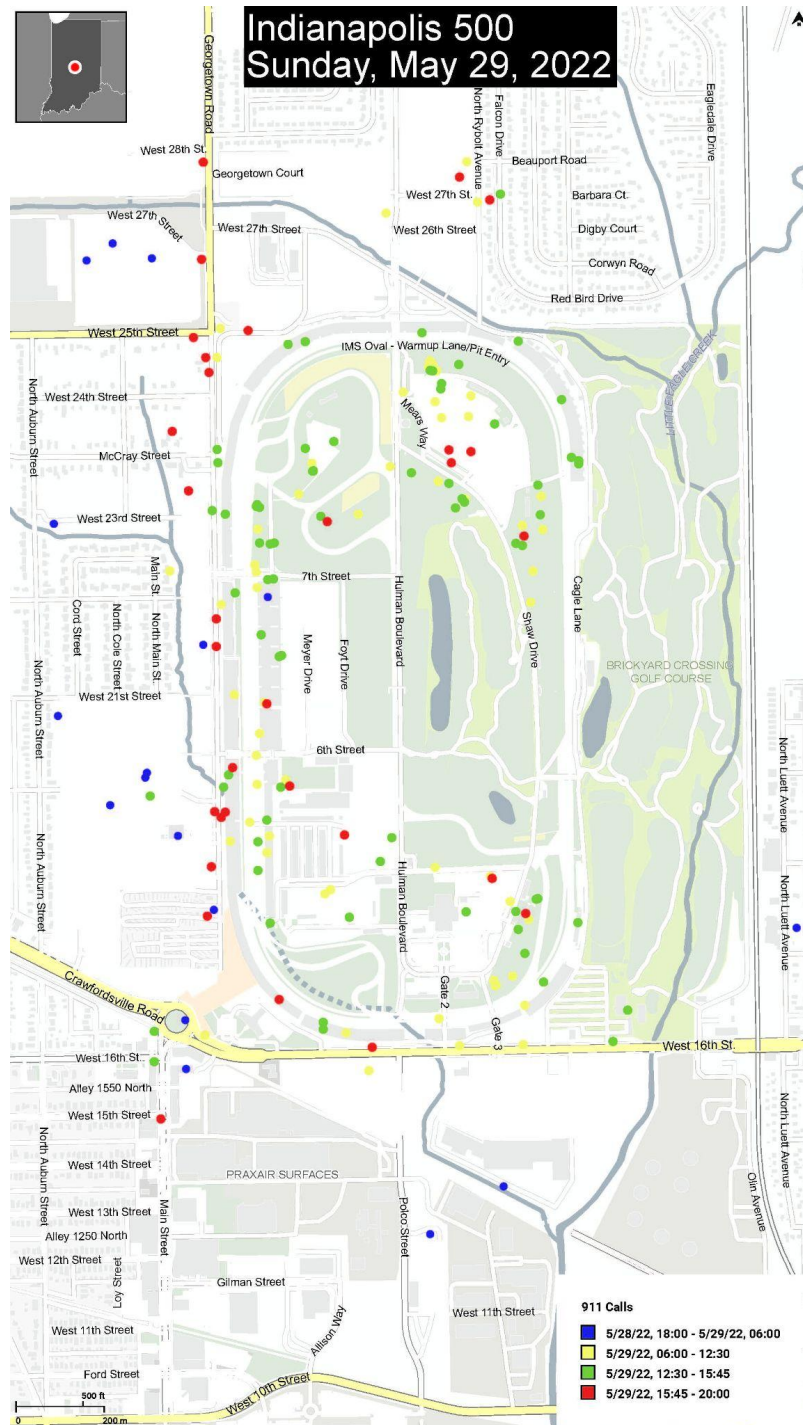 Indianapolis 500
Sunday, May 29, 2022
Georgetown Road
North Rybolt Avenue
Falcon Drive
Eagledale Drive
West 28th St.
Georgetown Court
Beauport Road
West 27th St.
Barbara Ct.
West 27th Street
West 27th Street
West 26th Street
Digby Court
Corwyn Road
Red Bird Drive
West 25th Street
IMS Oval - Warmup Lane/Pit Entry
North Auburn Street
West 24th Street
Mears Way
McCray Street
West 23rd Street
Main St.
7th Street
Cord Street
North Cole Street
North Main St.
Hulman Boulevard
Shaw Drive
Cagle Lane
Meyer Drive
Foyt Drive
BRICKYARD CROSSING
GOLF COURSE
North Auburn Street
West 21st Street
6th Street
North Luett Avenue
North Auburn Street
Hulman Boulevard
North Luett Avenue
Crawfordsville Road
Gate 2
Gate 3
West 16th St.
West 16th St.
Alley 1550 North
West 15th Street
North Auburn Street
West 14th Street
PRAXAIR SURFACES
North Luett Avenue
Main Street
Polco Street
Olin Avenue
West 13th Street
Alley 1250 North
West 12th Street
Loy Street
Gilman Street
West 11th Street
West 11th Street
Allison Way
Ford Street
West 10th Street
911 Calls
5/28/22, 18:00 - 5/29/22, 06:00
5/29/22, 06:00 - 12:30
5/29/22, 12:30 - 15:45
5/29/22, 15:45 - 20:00
500 ft
0 200 m